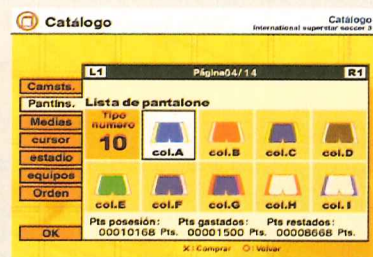 Catálogo
Catálogo
International superstar soccer 3
L1 Página04/14 R1
Camsts.
Pantlns.
Medias
cursor
estadio
equipos
Orden
OK
Lista de pantalone
Tipo numero 10
col.A col.B col.C col.D
col.E col.F col.G col.H col.I
Pts posesión: Pts gastados: Pts restados:
00010168 Pts. 00001500 Pts. 00008668 Pts.
X:Comprar O:Volver